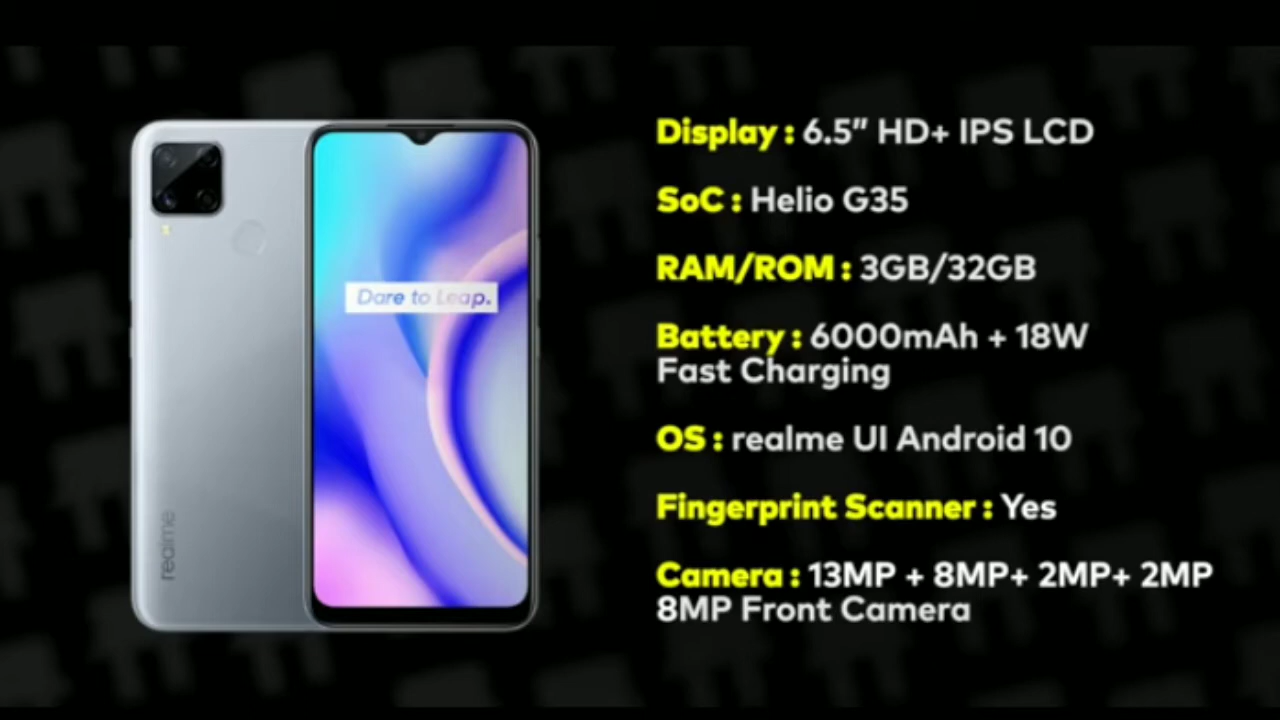 Display : 6.5" HD+ IPS LCD
SoC : Helio G35
RAM/ROM : 3GB/32GB
Battery : 6000mAh + 18W
Fast Charging
OS : realme UI Android 10
Fingerprint Scanner : Yes
Camera : 13MP + 8MP+ 2MP+ 2MP
8MP Front Camera
Dare to Leap.
realme